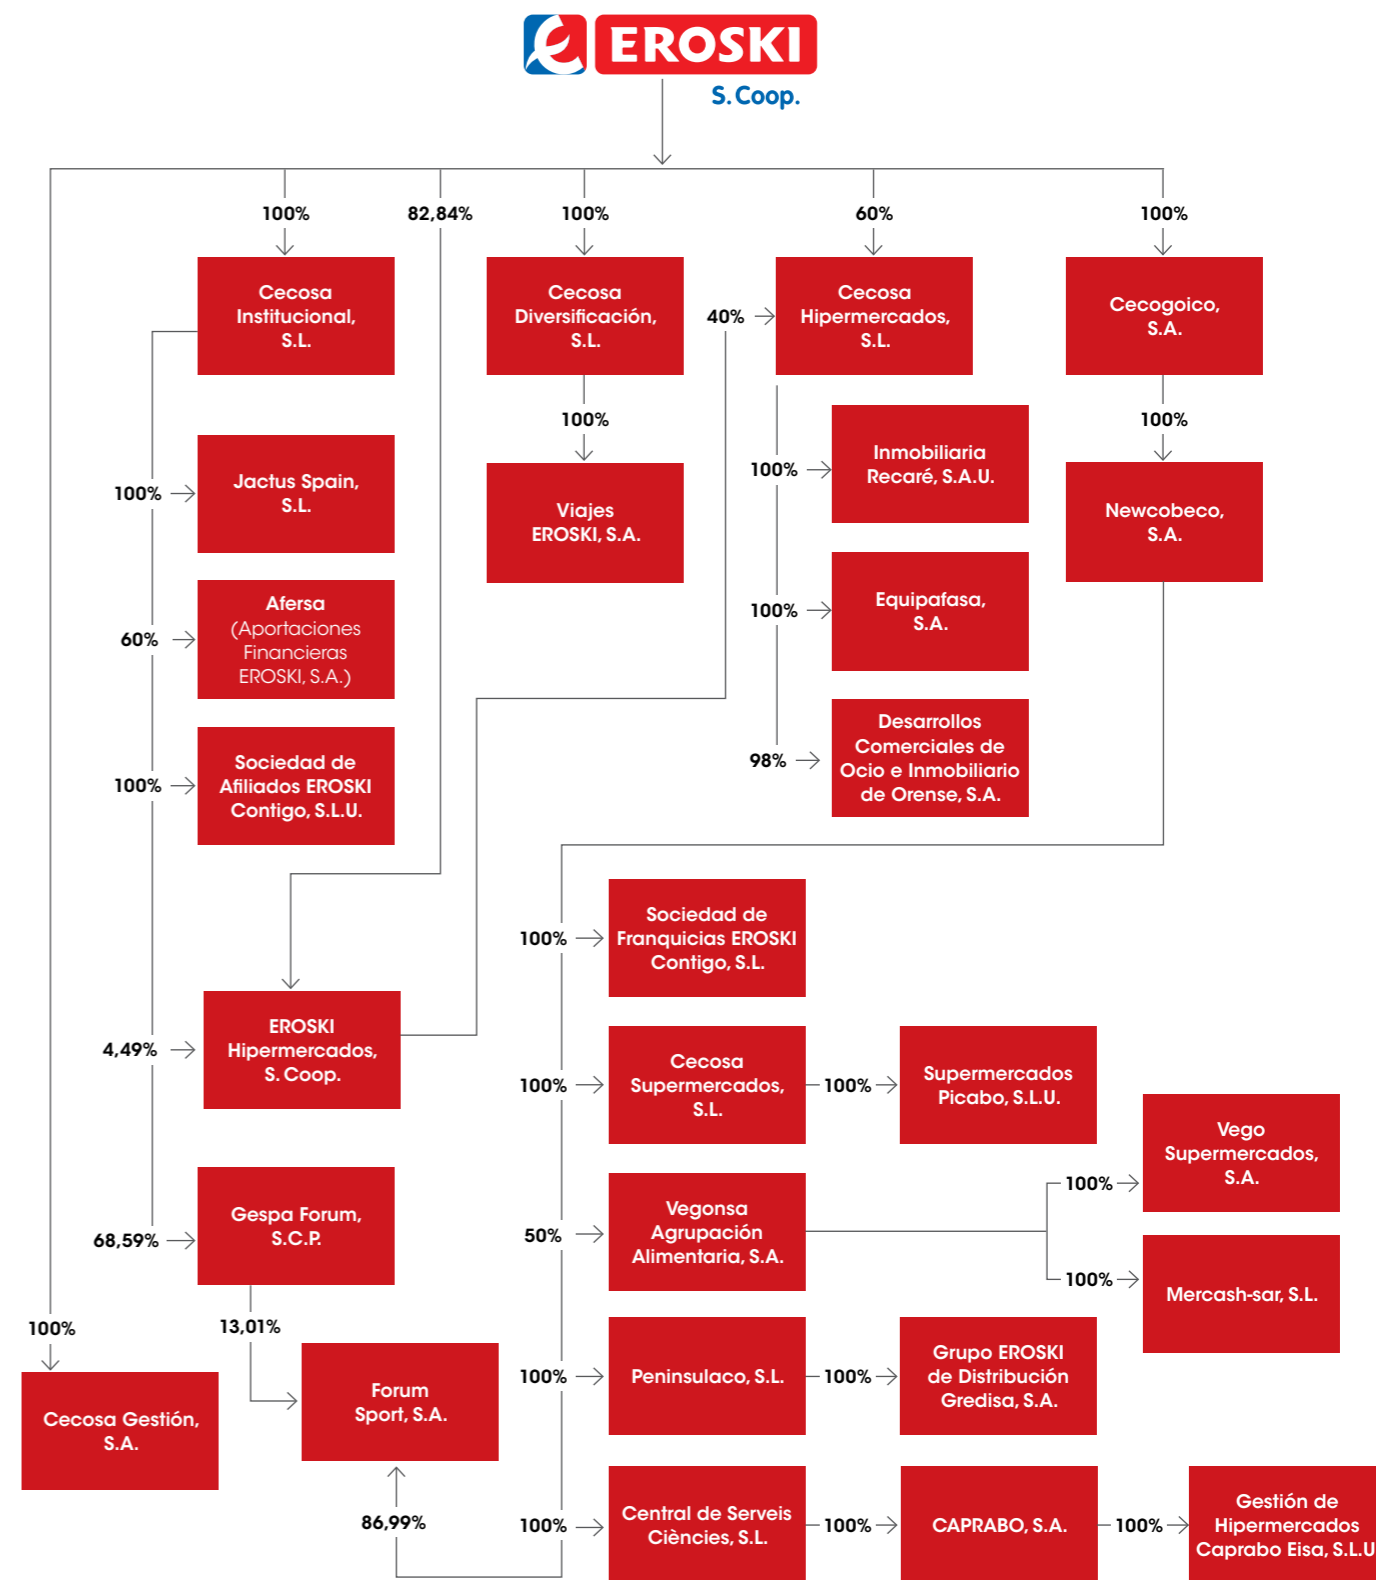 EROSKI
S. Coop.
100%
82,84%
100%
60%
100%
Cecosa
Institucional,
S.L.
Cecosa
Diversificación,
S.L.
40%
Cecosa
Hipermercados,
S.L.
Cecogoico,
S.A.
100%
Jactus Spain,
S.L.
100%
Viajes
EROSKI, S.A.
100%
Inmobiliaria
Recaré, S.A.U.
100%
Newcobeco,
S.A.
60%
Afersa
(Aportaciones
Financieras
EROSKI, S.A.)
100%
Equipafasa,
S.A.
100%
Sociedad de
Afiliados EROSKI
Contigo, S.L.U.
98%
Desarrollos
Comerciales de
Ocio e Inmobiliario
de Orense, S.A.
100%
Sociedad de
Franquicias EROSKI
Contigo, S.L.
4,49%
EROSKI
Hipermercados,
S. Coop.
100%
Cecosa
Supermercados,
S.L.
100%
Supermercados
Picabo, S.L.U.
68,59%
Gespa Forum,
S.C.P.
50%
Vegonsa
Agrupación
Alimentaria, S.A.
100%
Vego
Supermercados,
S.A.
100%
Mercash-sar, S.L.
100%
Cecosa Gestión,
S.A.
13,01%
Forum
Sport, S.A.
86,99%
100%
Peninsulaco, S.L.
100%
Grupo EROSKI
de Distribución
Gredisa, S.A.
100%
Central de Serveis
Ciències, S.L.
100%
CAPRABO, S.A.
100%
Gestión de
Hipermercados
Caprabo Eisa, S.L.U